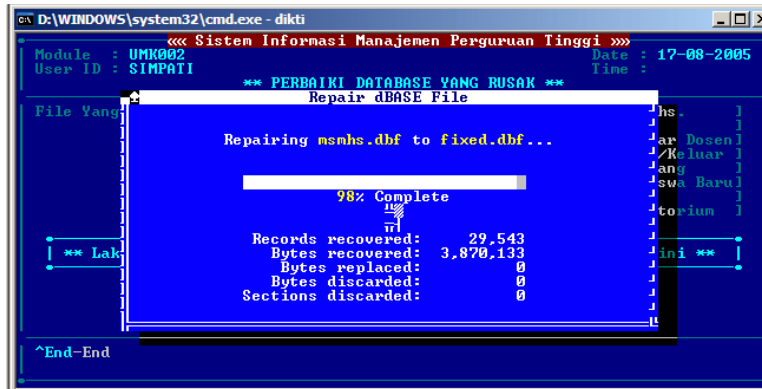 D:\WINDOWS\system32\cmd.exe - dikti
««« Sistem Informasi Manajemen Perguruan Tinggi »»»
Module : UMK002
Date : 17-08-2005
User ID : SIMPATI
Time :
** PERBAIKI DATABASE YANG RUSAK **
Repair dBASE File
File Yang
hs. ]
Repairing msmhs.dbf to fixed.dbf...
ar Dosen]
/Keluar ]
ang ]
swa Baru]
98% Complete
torium ]
Records recovered: 29,543
** Lak
Bytes recovered: 3,870,133
ini **
Bytes replaced: 0
Bytes discarded: 0
Sections discarded: 0
^End-End